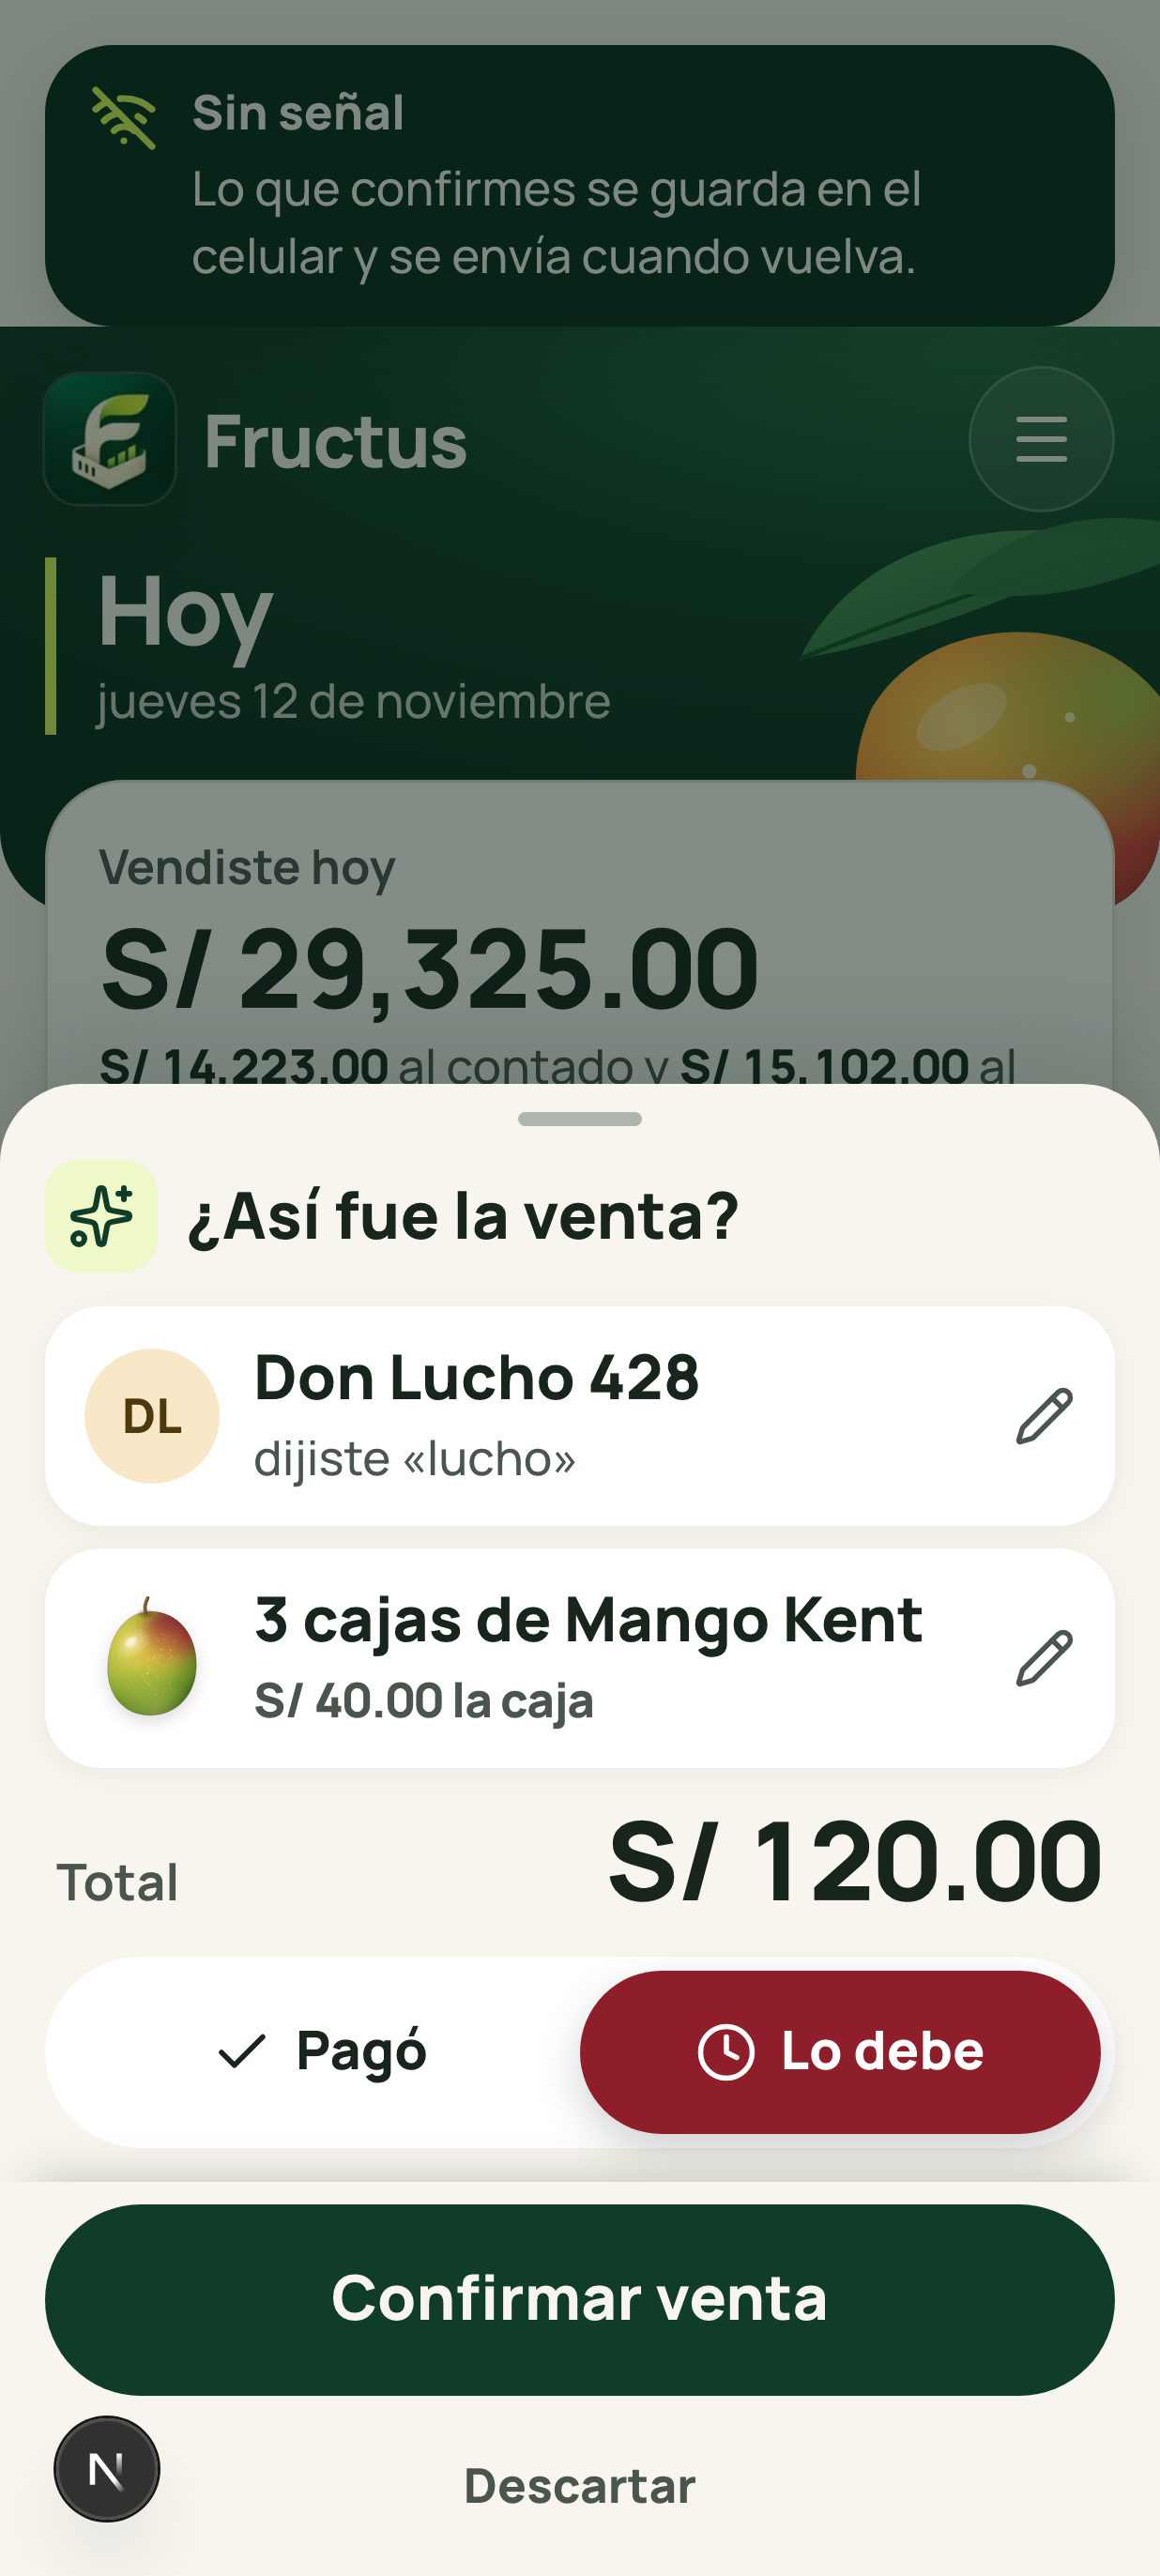 Sin señal
Lo que confirmes se guarda en el
celular y se envía cuando vuelva.
Fructus
Hoy
jueves 12 de noviembre
Vendiste hoy
S/ 29,325.00
S/ 14,223.00 al contado y S/ 15,102.00 al
¿Así fue la venta?
DL
Don Lucho 428
dijiste «lucho»
3 cajas de Mango Kent
S/ 40.00 la caja
Total
S/ 120.00
Pagó
Lo debe
Confirmar venta
N
Descartar